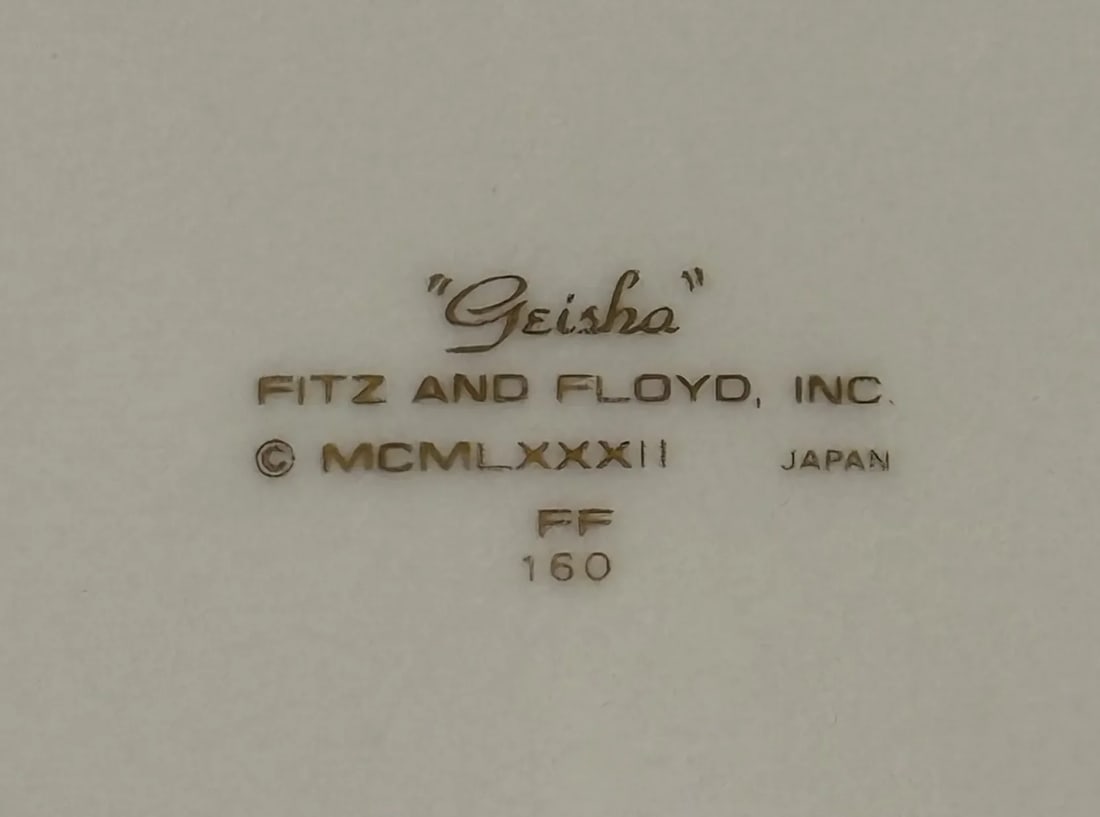 "Geisha"
FITZ AND FLOYD, INC.
© MCMLXXXII JAPAN
FF
160